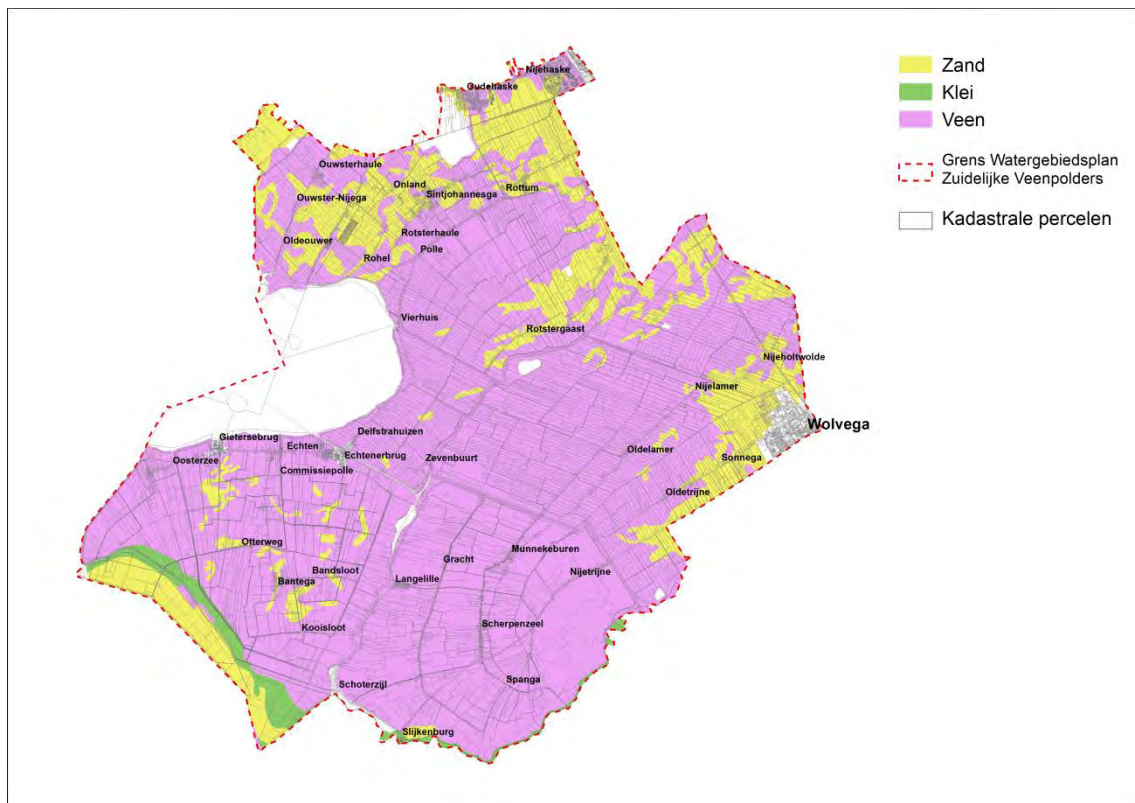 Nijehaske
Oudehaske
Zand
Klei
Veen
Grens Watergebiedsplan
Zuidelijke Veenpolders
Kadastrale percelen
Ouwsterhaule
Onland
Rottum
Ouwster-Nijega
Sintjohannesga
Rotsterhaule
Oldeouwer
Polle
Rohel
Vierhuis
Rotstergaast
Nijeholtwolde
Nijelamer
Wolvega
Delfstrahuizen
Gietersebrug
Echten
Oldelamer
Echtenerbrug
Zevenbuurt
Sonnega
Oosterzee
Commissiepolle
Oldetrijne
Otterweg
Munnekeburen
Gracht
Bandsloot
Nijetrijne
Bantega
Langelille
Kooisloot
Scherpenzeel
Spanga
Schoterzijl
Slijkenburg